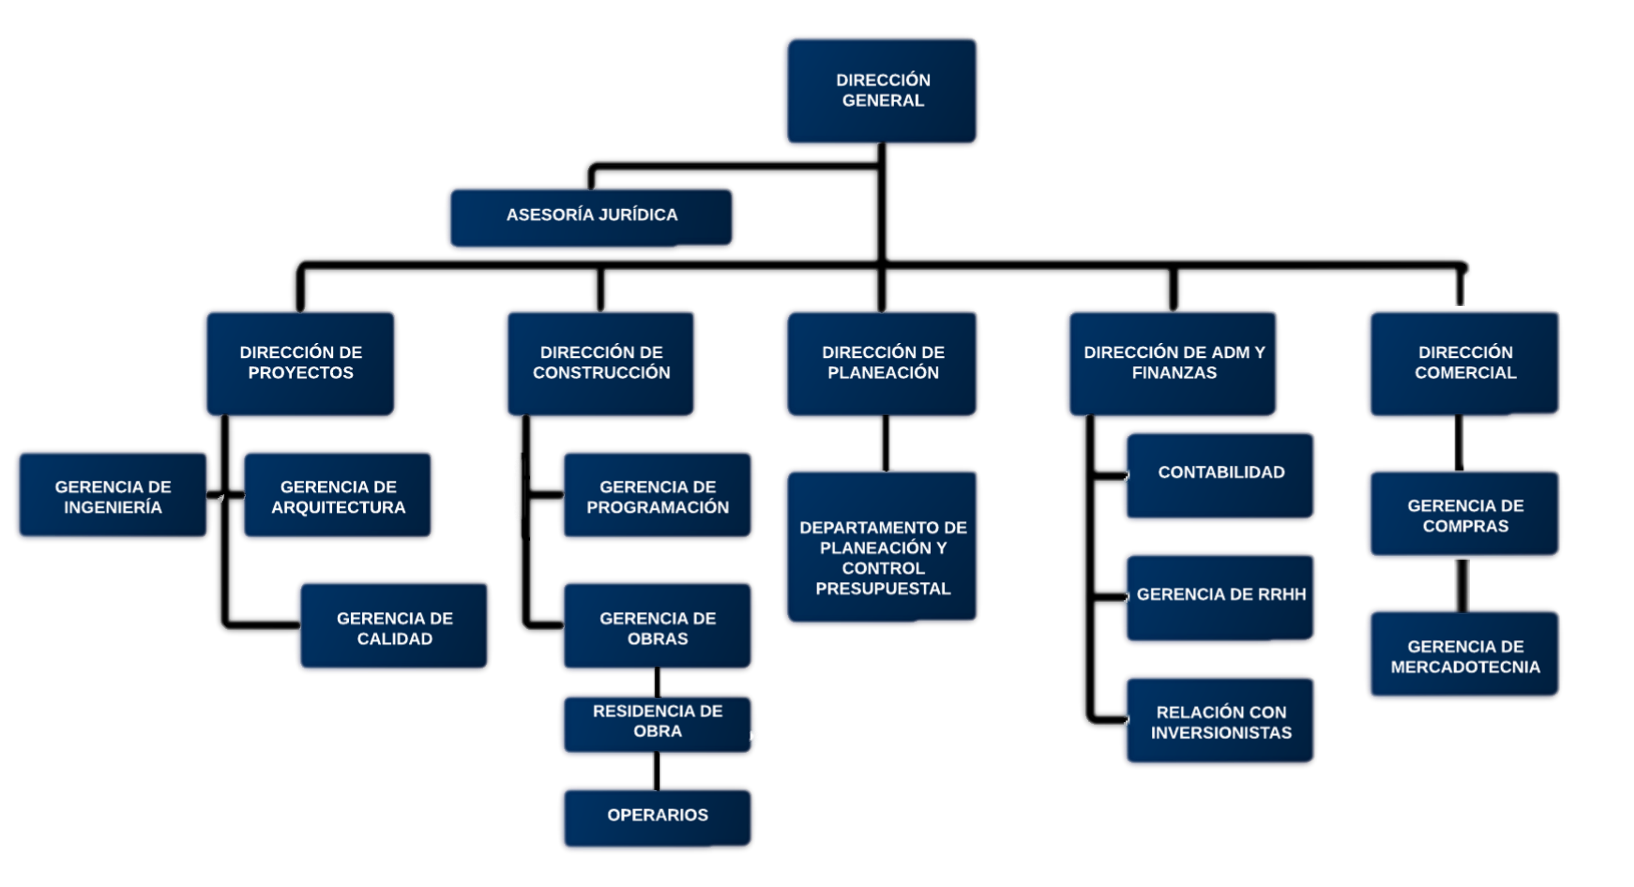 DIRECCIÓN
GENERAL
ASESORÍA JURÍDICA
DIRECCIÓN DE
PROYECTOS
DIRECCIÓN DE
CONSTRUCCIÓN
DIRECCIÓN DE
PLANEACIÓN
DIRECCIÓN DE ADM Y
FINANZAS
DIRECCIÓN
COMERCIAL
GERENCIA DE
INGENIERÍA
GERENCIA DE
ARQUITECTURA
GERENCIA DE
CALIDAD
GERENCIA DE
PROGRAMACIÓN
GERENCIA DE
OBRAS
RESIDENCIA DE
OBRA
OPERARIOS
DEPARTAMENTO DE
PLANEACIÓN Y
CONTROL
PRESUPUESTAL
CONTABILIDAD
GERENCIA DE RRHH
RELACIÓN CON
INVERSIONISTAS
GERENCIA DE
COMPRAS
GERENCIA DE
MERCADOTECNIA